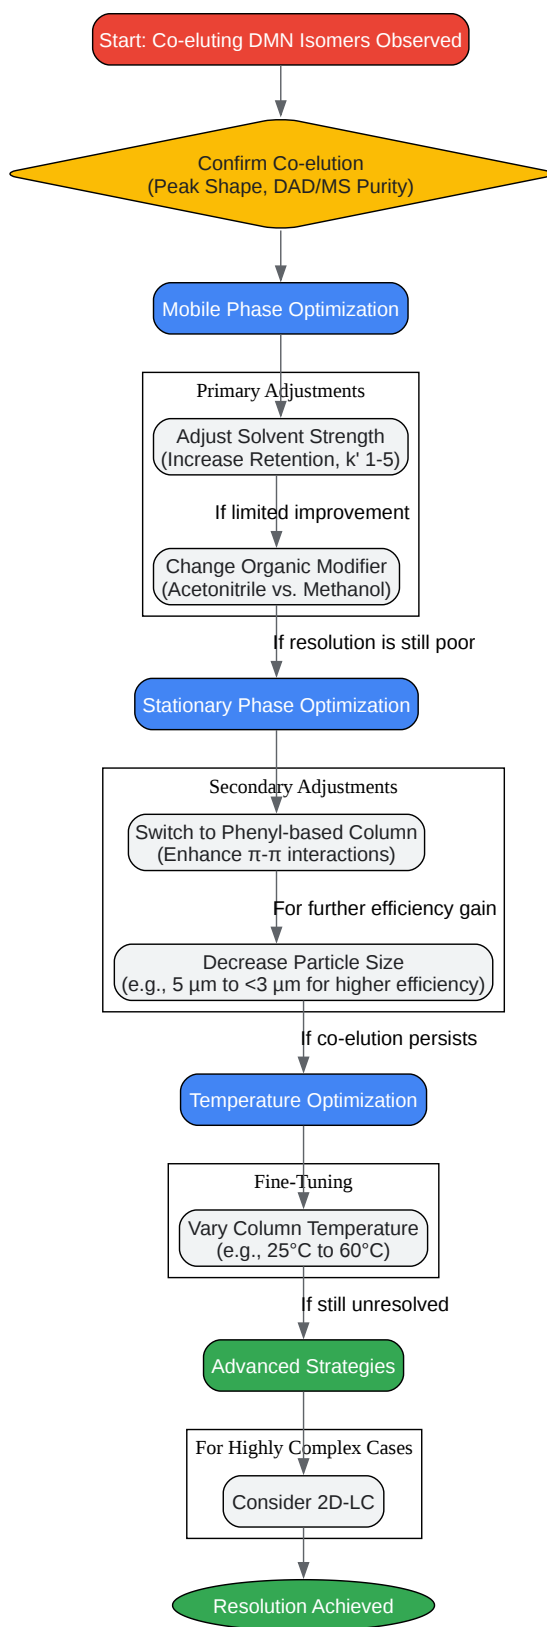 Start: Co-eluting DMN Isomers Observed
Confirm Co-elution
(Peak Shape, DAD/MS Purity)
Mobile Phase Optimization
Primary Adjustments
Adjust Solvent Strength
(Increase Retention, k' 1-5)
If limited improvement
Change Organic Modifier
(Acetonitrile vs. Methanol)
If resolution is still poor
Stationary Phase Optimization
Secondary Adjustments
Switch to Phenyl-based Column
(Enhance π-π interactions)
For further efficiency gain
Decrease Particle Size
(e.g., 5 µm to <3 µm for higher efficiency)
If co-elution persists
Temperature Optimization
Fine-Tuning
Vary Column Temperature
(e.g., 25°C to 60°C)
If still unresolved
Advanced Strategies
For Highly Complex Cases
Consider 2D-LC
Resolution Achieved